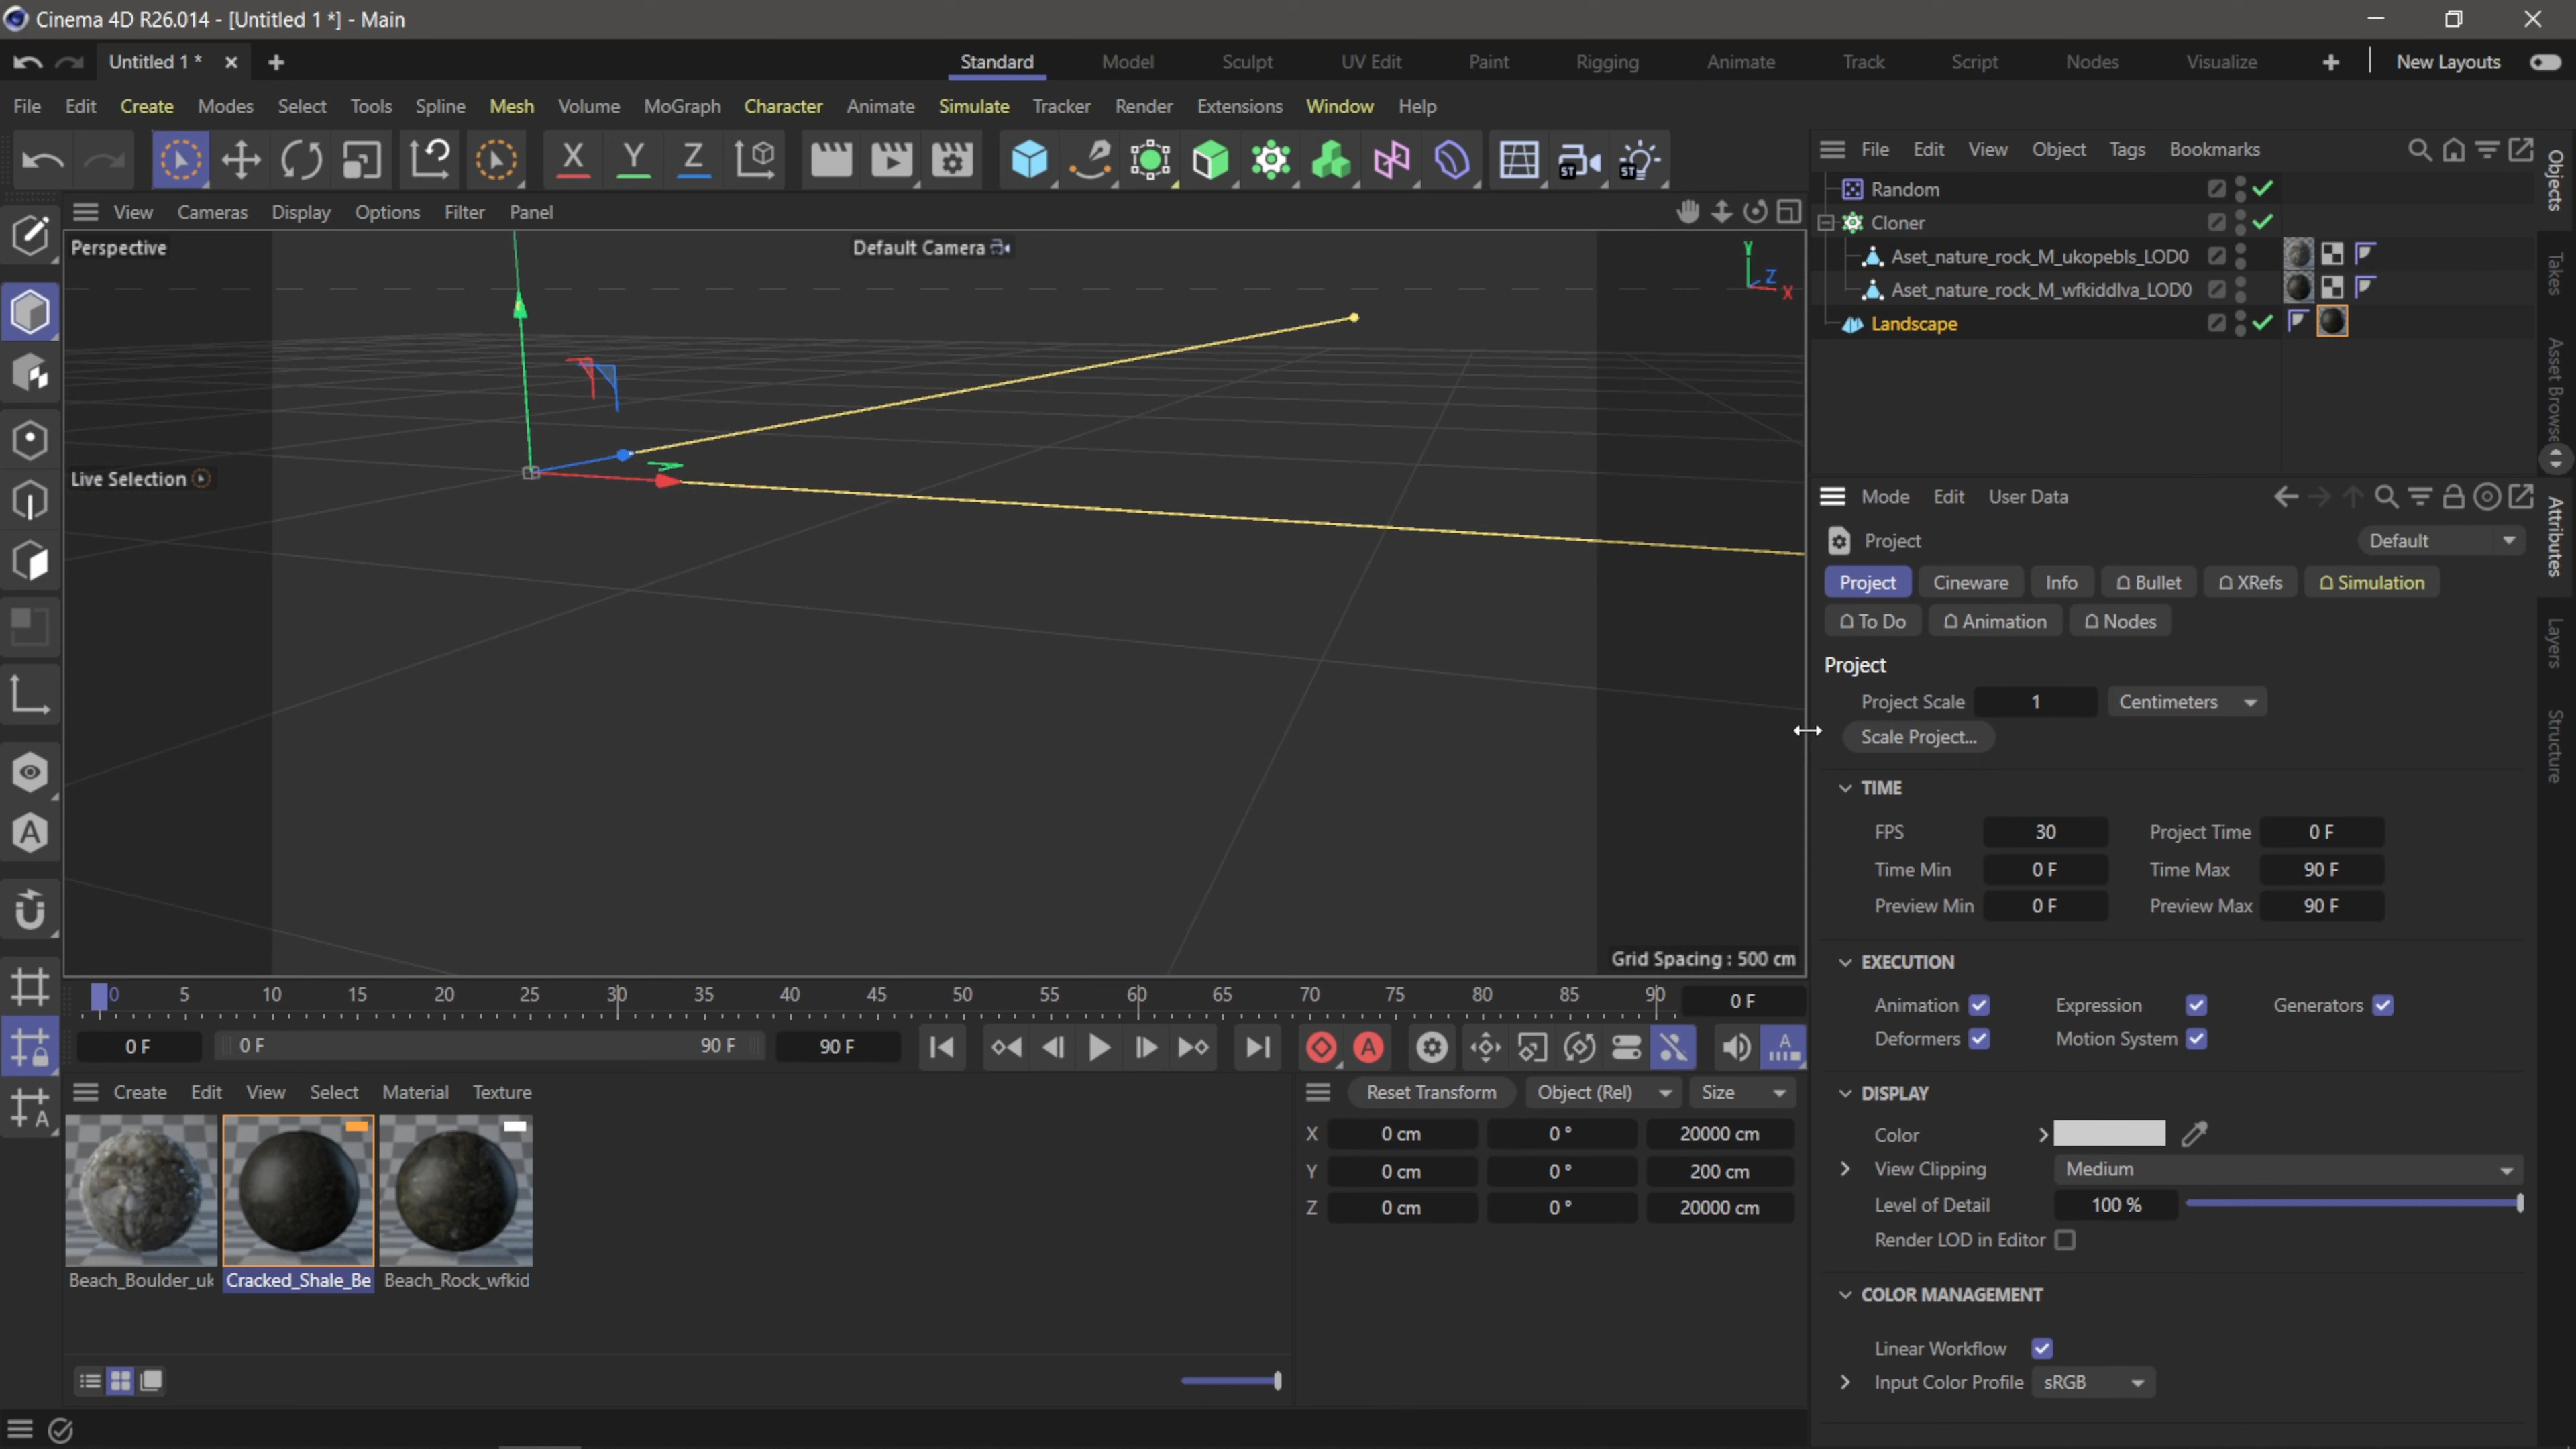 Cinema 4D R26.014 - [Untitled 1 *] - Main
Untitled 1 *
Standard Model Sculpt UV Edit Paint Rigging Animate Track Script Nodes Visualize New Layouts
File Edit Create Modes Select Tools Spline Mesh Volume MoGraph Character Animate Simulate Tracker Render Extensions Window Help
X Y Z
ST ST
View Cameras Display Options Filter Panel
Perspective
Default Camera
Y
Z
X
Live Selection
Grid Spacing : 500 cm
0 5 10 15 20 25 30 35 40 45 50 55 60 65 70 75 80 85 90 0 F
0 F 0 F 90 F 90 F
A
A
A
A
Create Edit View Select Material Texture
Beach_Boulder_uk Cracked_Shale_Be Beach_Rock_wfkid
Reset Transform Object (Rel) Size
X 0 cm 0 ° 20000 cm
Y 0 cm 0 ° 200 cm
Z 0 cm 0 ° 20000 cm
File Edit View Object Tags Bookmarks
Random
Cloner
Aset_nature_rock_M_ukopebls_LOD0
Aset_nature_rock_M_wfkiddlva_LOD0
Landscape
Objects
Takes
Asset Browse
Attributes
Layers
Structure
Mode Edit User Data
Project Default
Project Cineware Info Bullet XRefs Simulation
To Do Animation Nodes
Project
Project Scale 1 Centimeters
Scale Project...
TIME
FPS 30 Project Time 0 F
Time Min 0 F Time Max 90 F
Preview Min 0 F Preview Max 90 F
EXECUTION
Animation Expression Generators
Deformers Motion System
DISPLAY
Color
View Clipping Medium
Level of Detail 100 %
Render LOD in Editor
COLOR MANAGEMENT
Linear Workflow
Input Color Profile sRGB